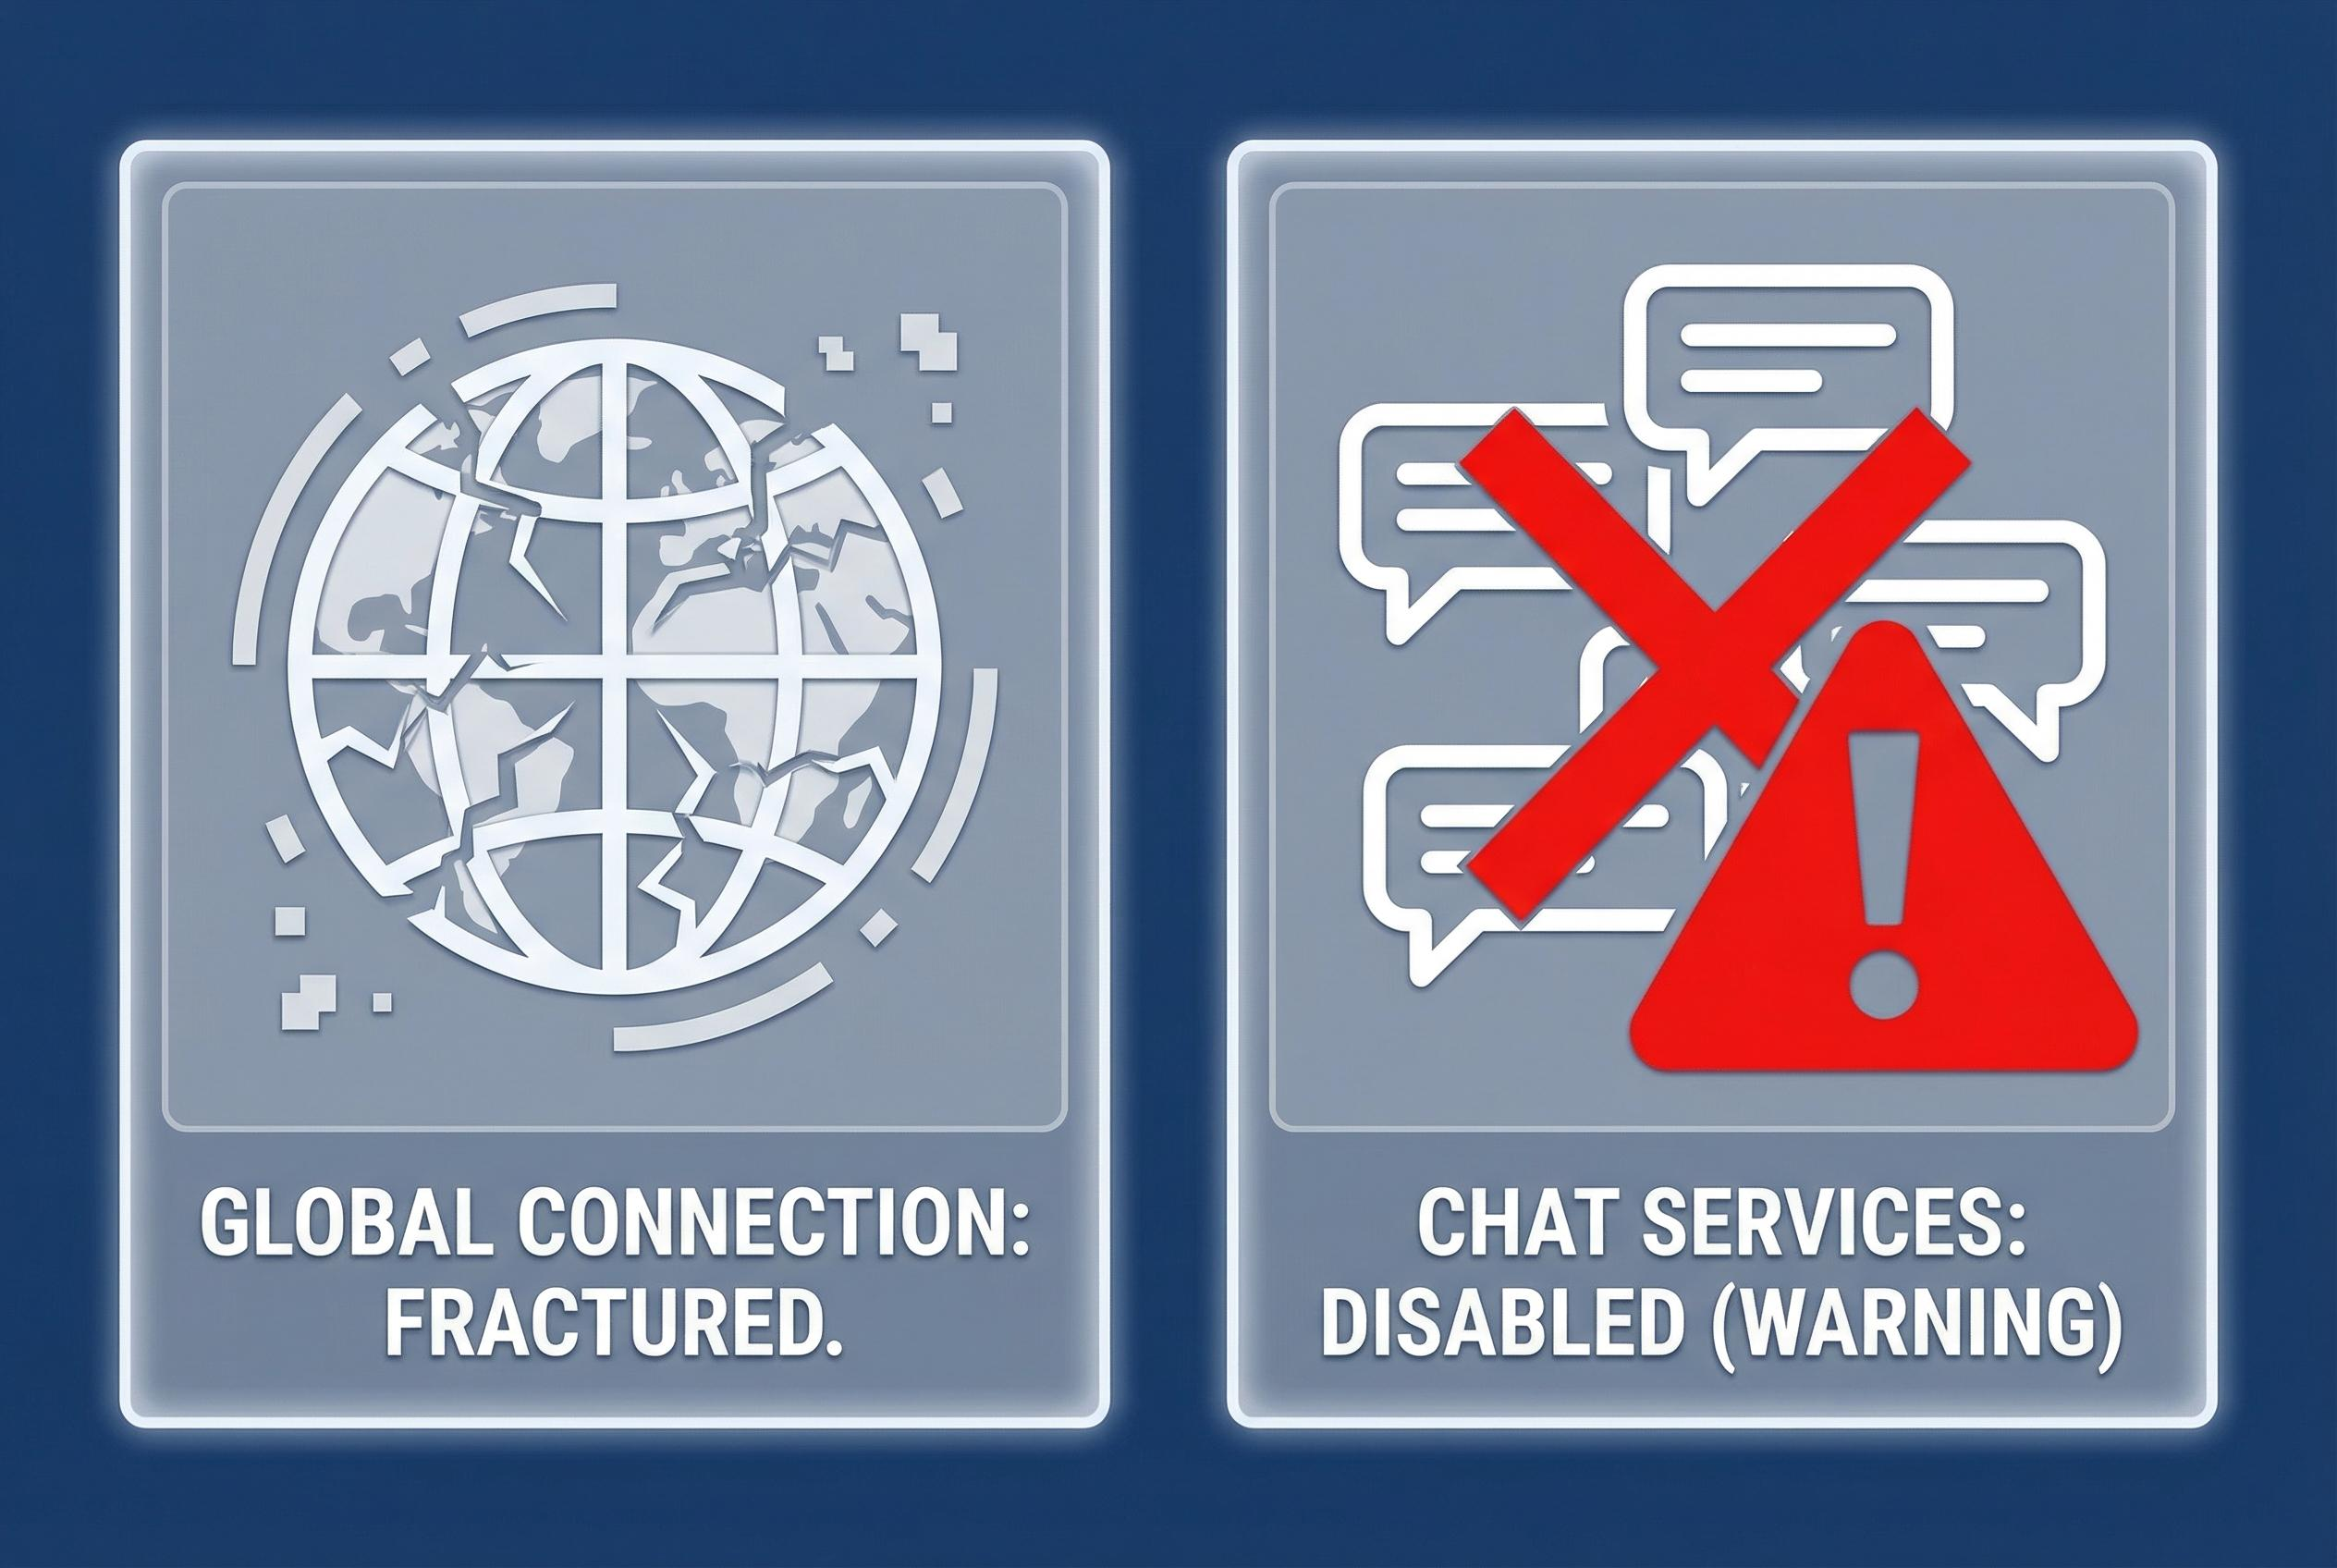 GLOBAL CONNECTION:
FRACTURED.
CHAT SERVICES:
DISABLED (WARNING)